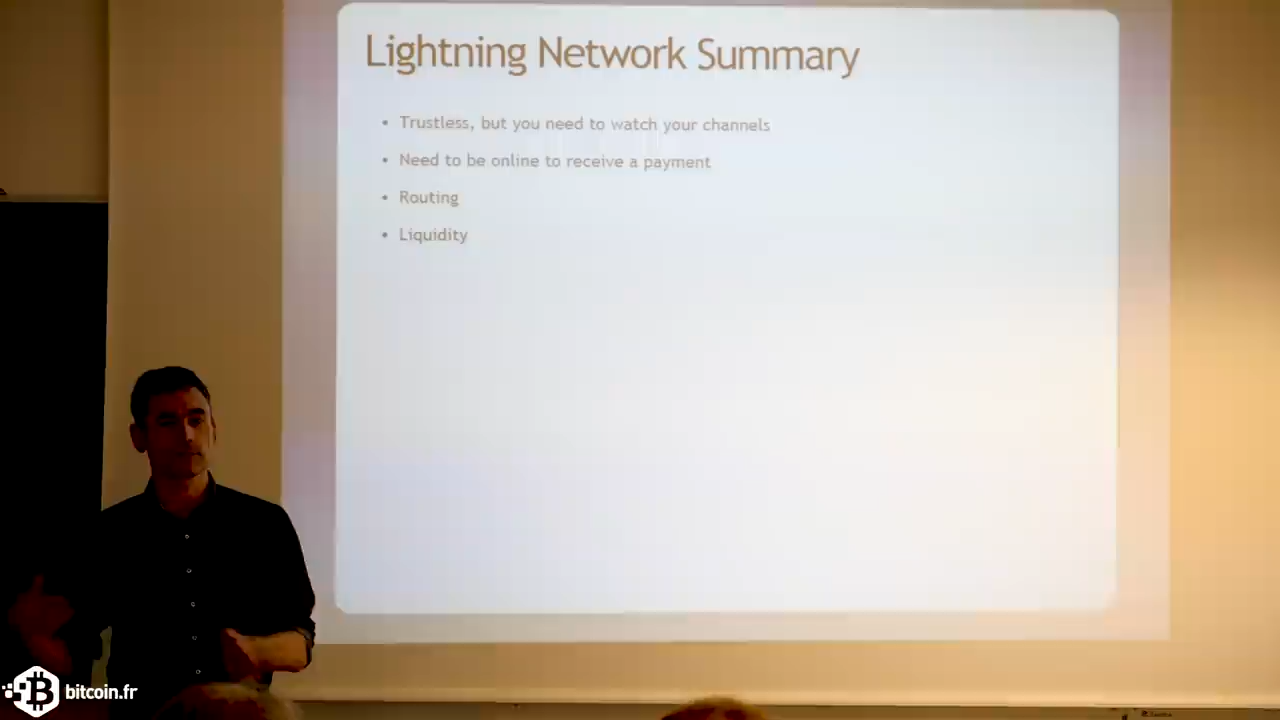 Lightning Network Summary
• Trustless, but you need to watch your channels
• Need to be online to receive a payment
• Routing
• Liquidity
bitcoin.fr